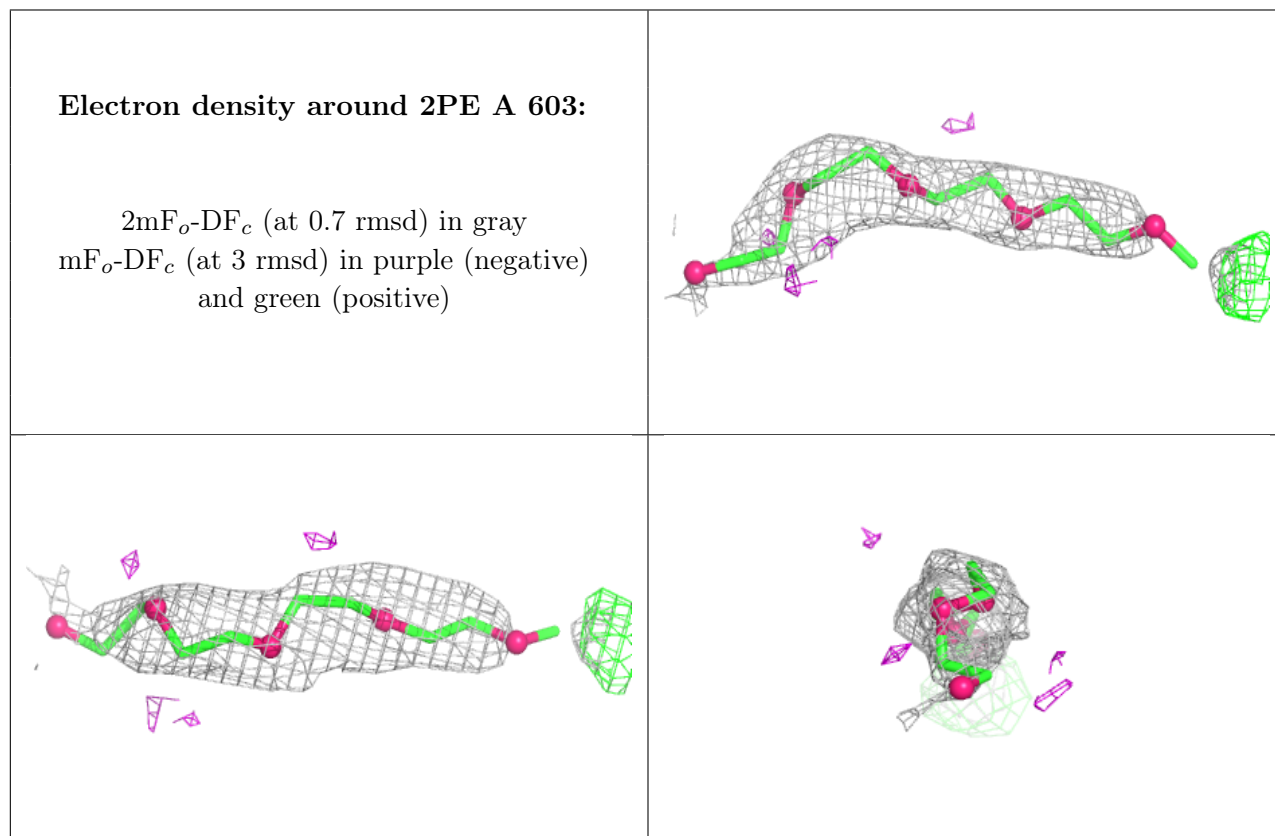 Electron density around 2PE A 603:
2mFo-DFc (at 0.7 rmsd) in gray
mFo-DFc (at 3 rmsd) in purple (negative)
and green (positive)